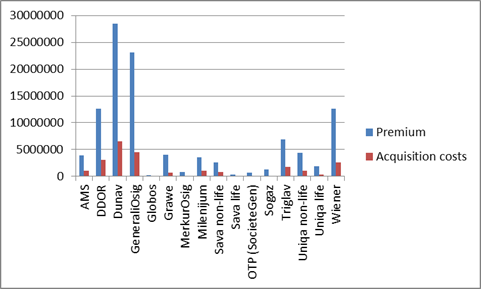 30000000
25000000
20000000
15000000
10000000
5000000
0
AMS
DDOR
Dunav
GeneraliOsig
Globos
Grawe
MerkurOsig
Milenijum
Sava non-life
Sava life
OTP (SocieteGen)
Sogaz
Triglav
Uniqa non-life
Uniqa life
Wiener
Premium
Acquisition costs